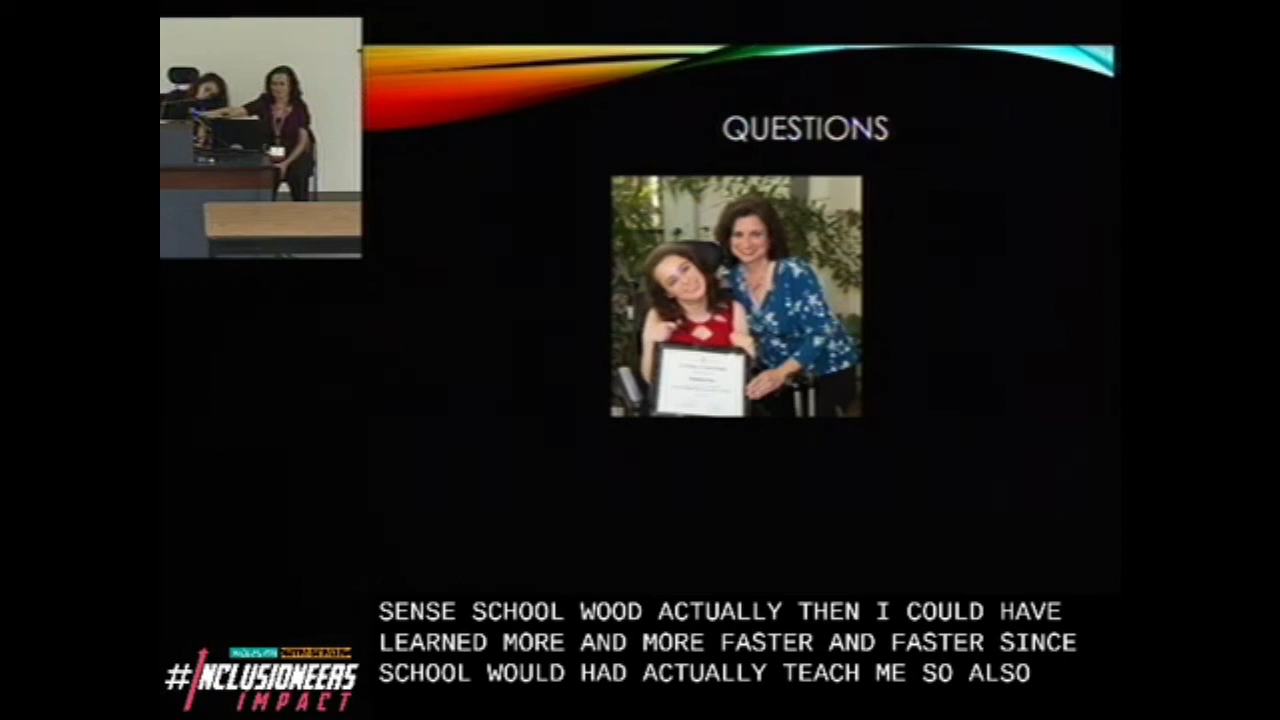 QUESTIONS
SENSE SCHOOL WOOD ACTUALLY THEN I COULD HAVE
LEARNED MORE AND MORE FASTER AND FASTER SINCE
SCHOOL WOULD HAD ACTUALLY TEACH ME SO ALSO
#INCLUSIONEERS
IMPACT